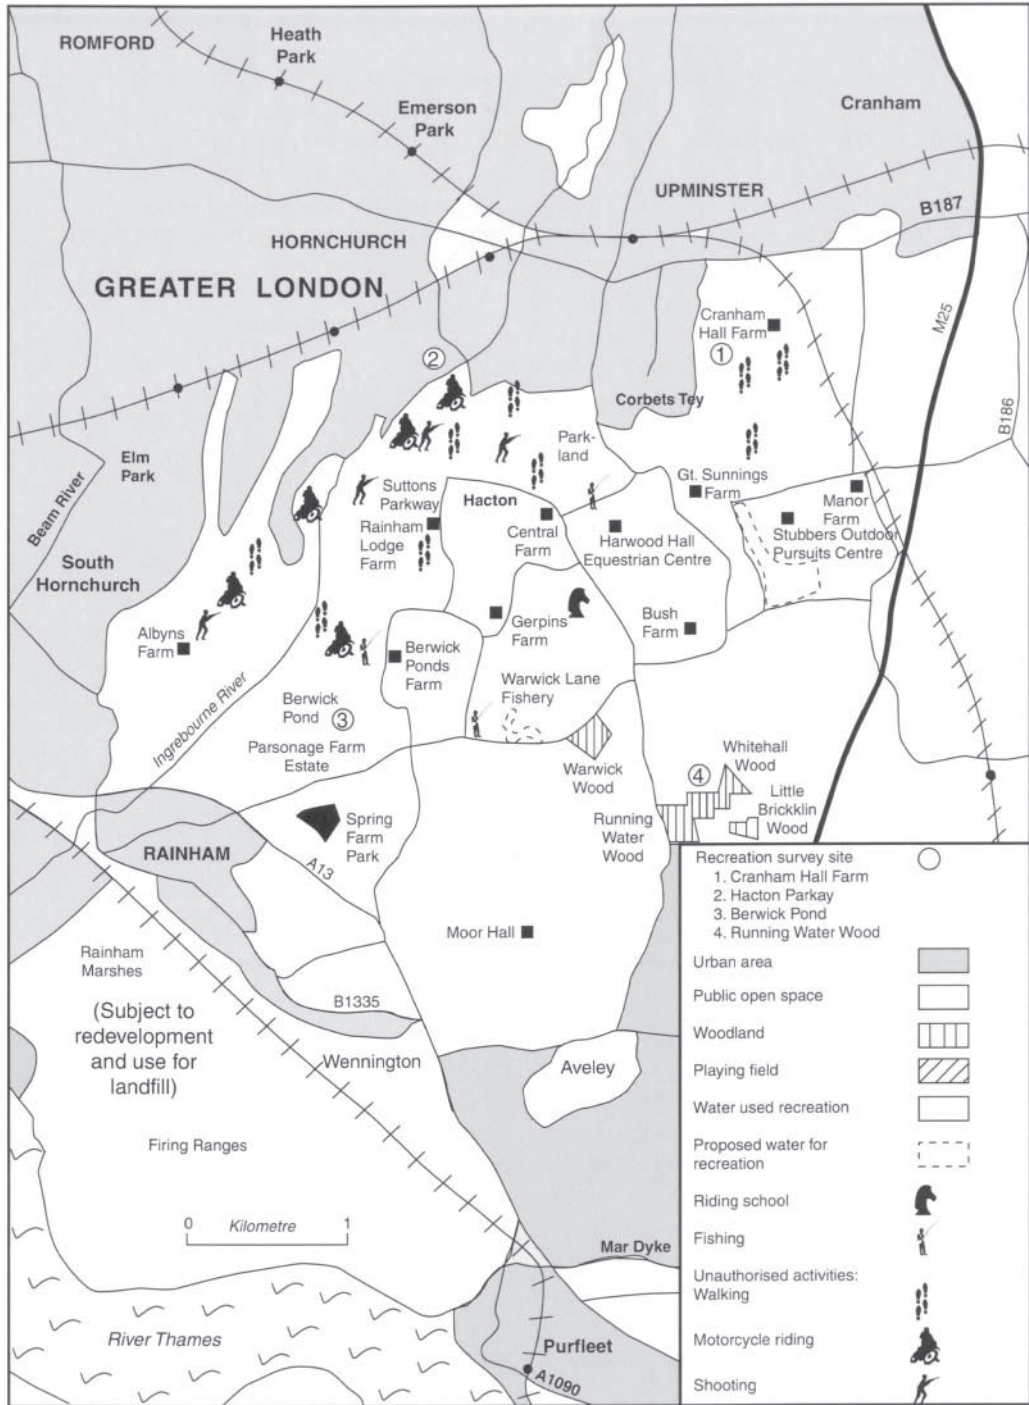 ROMFORD
Heath
Park
Emerson
Park
Cranham
UPMINSTER
B187
HORNCHURCH
GREATER LONDON
M25
Cranham
Hall Farm
1
2
Corbets Tey
B186
Elm
Park
Beam River
Park-
land
Suttons
Parkway
Hacton
Gt. Sunnings
Farm
Manor
Farm
Rainham
Lodge
Farm
Central
Farm
Harwood Hall
Equestrian Centre
Stubbers Outdoor
Pursuits Centre
South
Hornchurch
Albyns
Farm
Gerpins
Farm
Bush
Farm
Berwick
Ponds
Farm
Ingrebourne River
Berwick
Pond
3
Parsonage Farm
Estate
Warwick Lane
Fishery
Warwick
Wood
4
Whitehall
Wood
Little
Brickklin
Wood
Running
Water
Wood
Spring
Farm
Park
RAINHAM
A13
Moor Hall
Rainham
Marshes
(Subject to
redevelopment
and use for
landfill)
B1335
Wennington
Aveley
Firing Ranges
0 Kilometre 1
Mar Dyke
River Thames
Purfleet
A1090
Recreation survey site
1. Cranham Hall Farm
2. Hacton Parkay
3. Berwick Pond
4. Running Water Wood
Urban area
Public open space
Woodland
Playing field
Water used recreation
Proposed water for
recreation
Riding school
Fishing
Unauthorised activities:
Walking
Motorcycle riding
Shooting